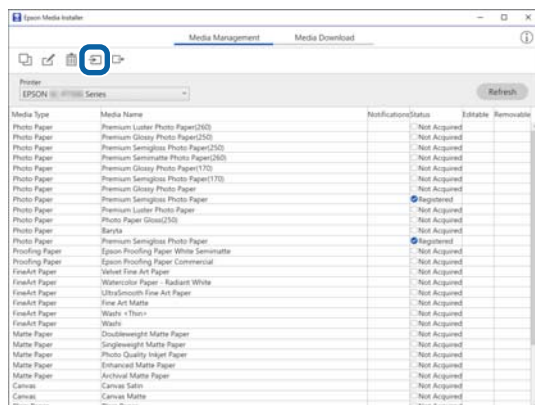 Epson Media Installer
Media Management Media Download
Printer
EPSON Series
Refresh
Media Type Media Name Notifications Status Editable Removable
Photo Paper Premium Luster Photo Paper(260) Not Acquired
Photo Paper Premium Glossy Photo Paper(250) Not Acquired
Photo Paper Premium Semigloss Photo Paper(250) Not Acquired
Photo Paper Premium Semimatte Photo Paper(260) Not Acquired
Photo Paper Premium Glossy Photo Paper(170) Not Acquired
Photo Paper Premium Semigloss Photo Paper(170) Not Acquired
Photo Paper Premium Glossy Photo Paper Not Acquired
Photo Paper Premium Semigloss Photo Paper Registered
Photo Paper Premium Luster Photo Paper Not Acquired
Photo Paper Photo Paper Gloss(250) Not Acquired
Photo Paper Baryta Not Acquired
Photo Paper Premium Semigloss Photo Paper Registered
Proofing Paper Epson Proofing Paper White Semimatte Not Acquired
Proofing Paper Epson Proofing Paper Commercial Not Acquired
FineArt Paper Velvet Fine Art Paper Not Acquired
FineArt Paper Watercolor Paper - Radiant White Not Acquired
FineArt Paper UltraSmooth Fine Art Paper Not Acquired
FineArt Paper Fine Art Matte Not Acquired
FineArt Paper Washi <Thin> Not Acquired
FineArt Paper Washi Not Acquired
Matte Paper Doubleweight Matte Paper Not Acquired
Matte Paper Singleweight Matte Paper Not Acquired
Matte Paper Photo Quality Inkjet Paper Not Acquired
Matte Paper Enhanced Matte Paper Not Acquired
Matte Paper Archival Matte Paper Not Acquired
Canvas Canvas Satin Not Acquired
Canvas Canvas Matte Not Acquired